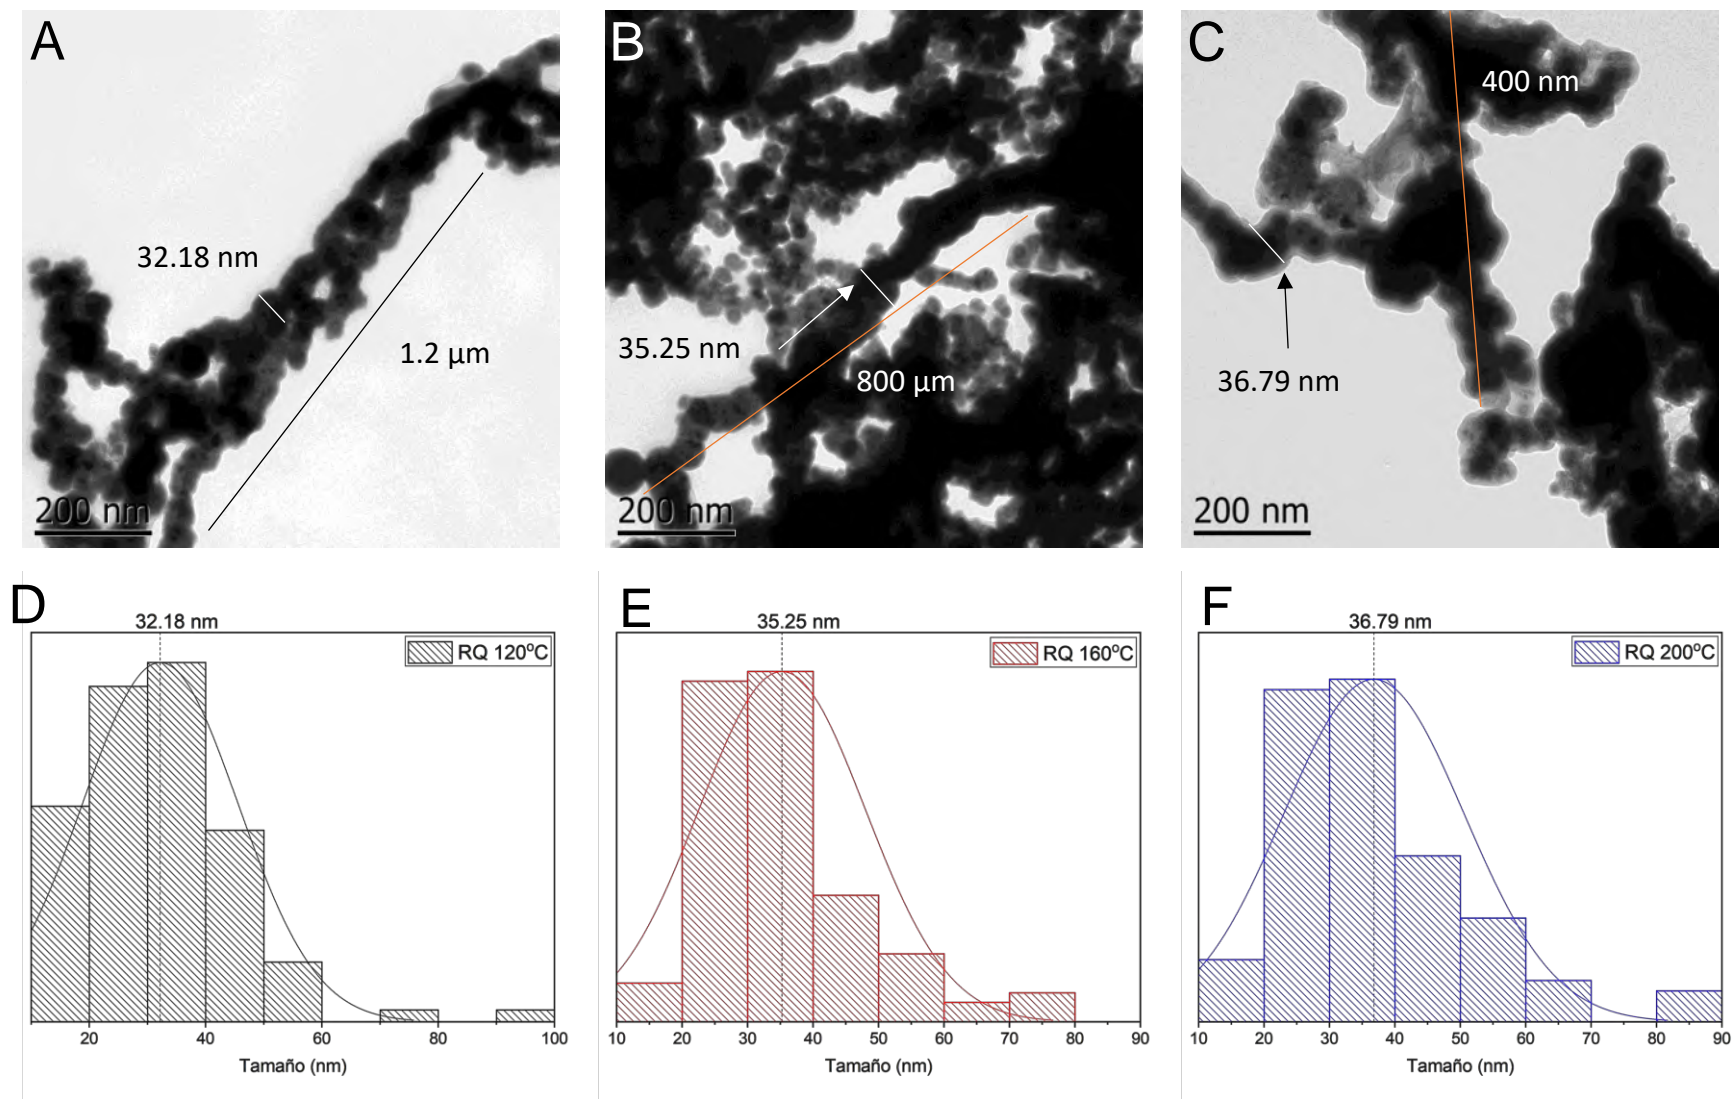 A
32.18 nm
1.2 µm
200 nm
B
35.25 nm
800 µm
200 nm
C
400 nm
36.79 nm
200 nm
D
32.18 nm
RQ 120ºC
20 40 60 80 100
Tamaño (nm)
E
35.25 nm
RQ 160ºC
10 20 30 40 50 60 70 80 90
Tamaño (nm)
F
36.79 nm
RQ 200ºC
10 20 30 40 50 60 70 80 90
Tamaño (nm)